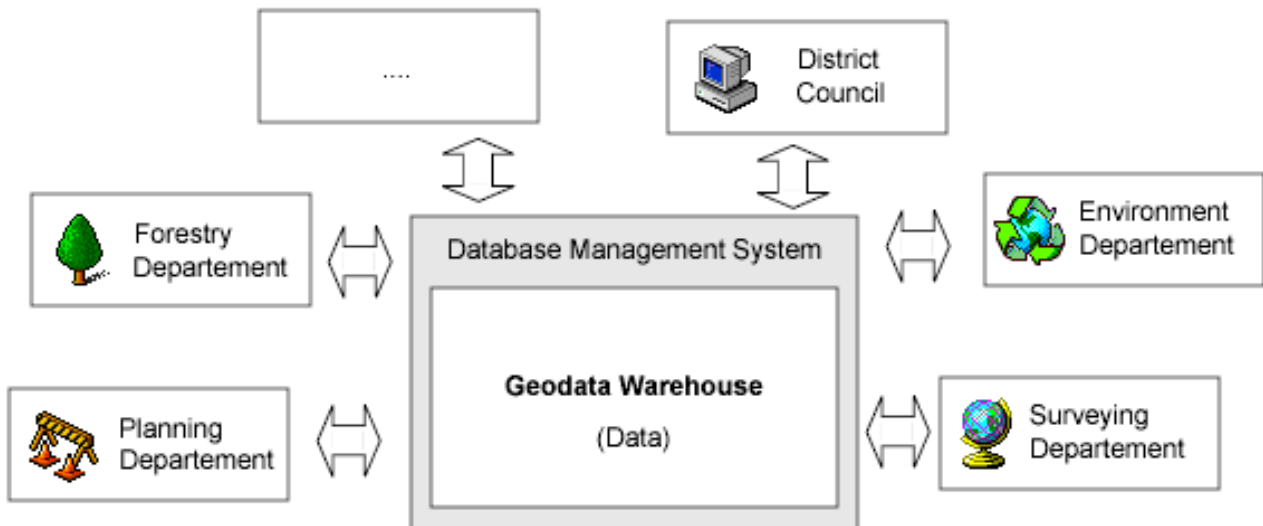 ....
District
Council
Forestry
Departement
Database Management System
Environment
Departement
Geodata Warehouse
(Data)
Planning
Departement
Surveying
Departement